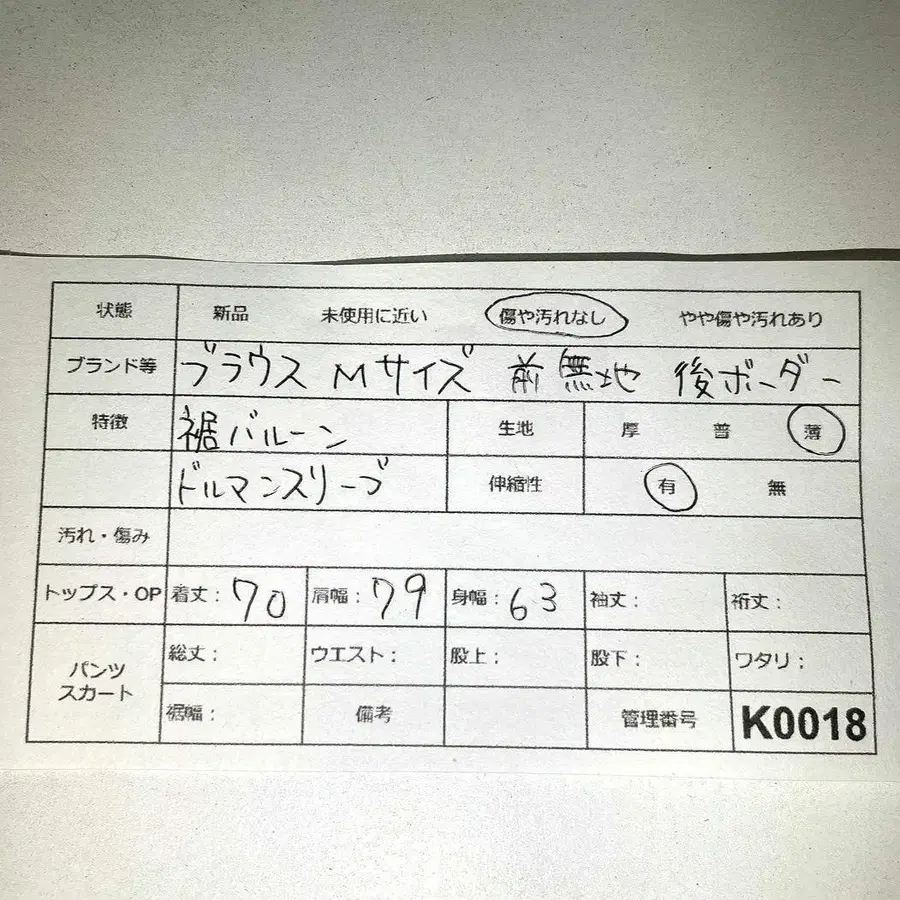 状態 新品 未使用に近い 傷や汚れなし やや傷や汚れあり
ブランド等 ブラウス Mサイズ 前無地 後ボーダー
特徴 裾バルーン 生地 厚 普 薄
ドルマンスリーブ 伸縮性 有 無
汚れ・傷み
トップス・OP 着丈：70 肩幅：79 身幅：63 袖丈： 裄丈：
パンツ スカート 総丈： ウエスト： 股上： 股下： ワタリ：
裾幅： 備考 管理番号 K0018